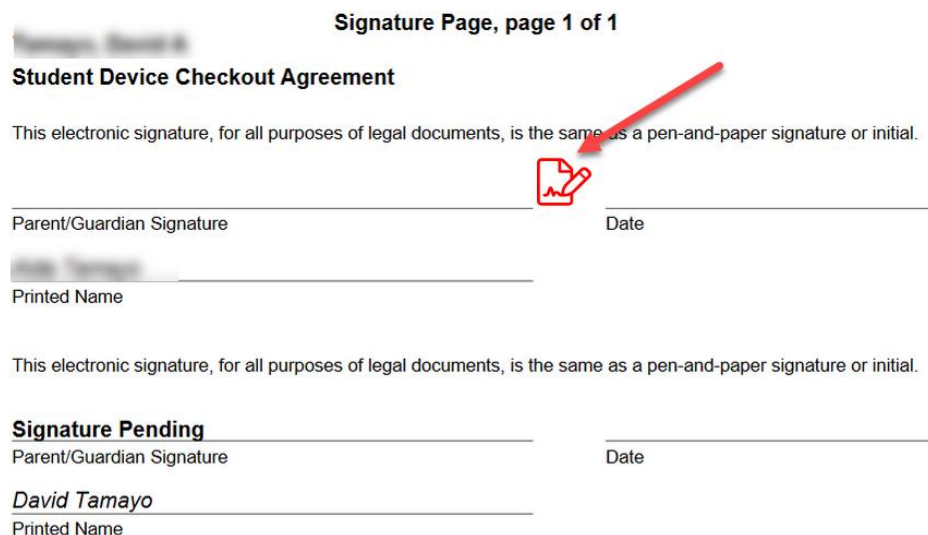 Signature Page, page 1 of 1
Student Device Checkout Agreement
This electronic signature, for all purposes of legal documents, is the same as a pen-and-paper signature or initial.
Parent/Guardian Signature Date
Printed Name
This electronic signature, for all purposes of legal documents, is the same as a pen-and-paper signature or initial.
Signature Pending
Parent/Guardian Signature Date
David Tamayo
Printed Name